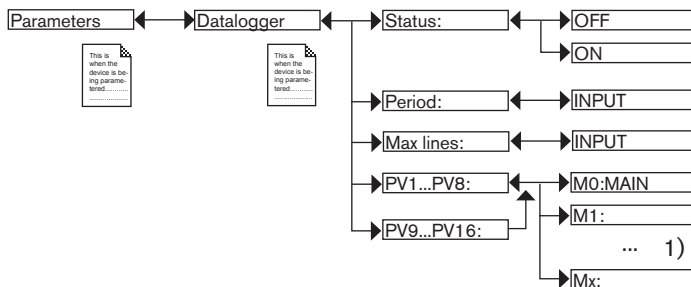 Parameters
Datalogger
Status:
OFF
ON
This is
when the
device is be-
ing parame-
tered............
......................
This is
when the
device is be-
ing parame-
tered............
......................
Period:
INPUT
Max lines:
INPUT
PV1...PV8:
M0:MAIN
M1:
PV9...PV16:
... 1)
Mx: